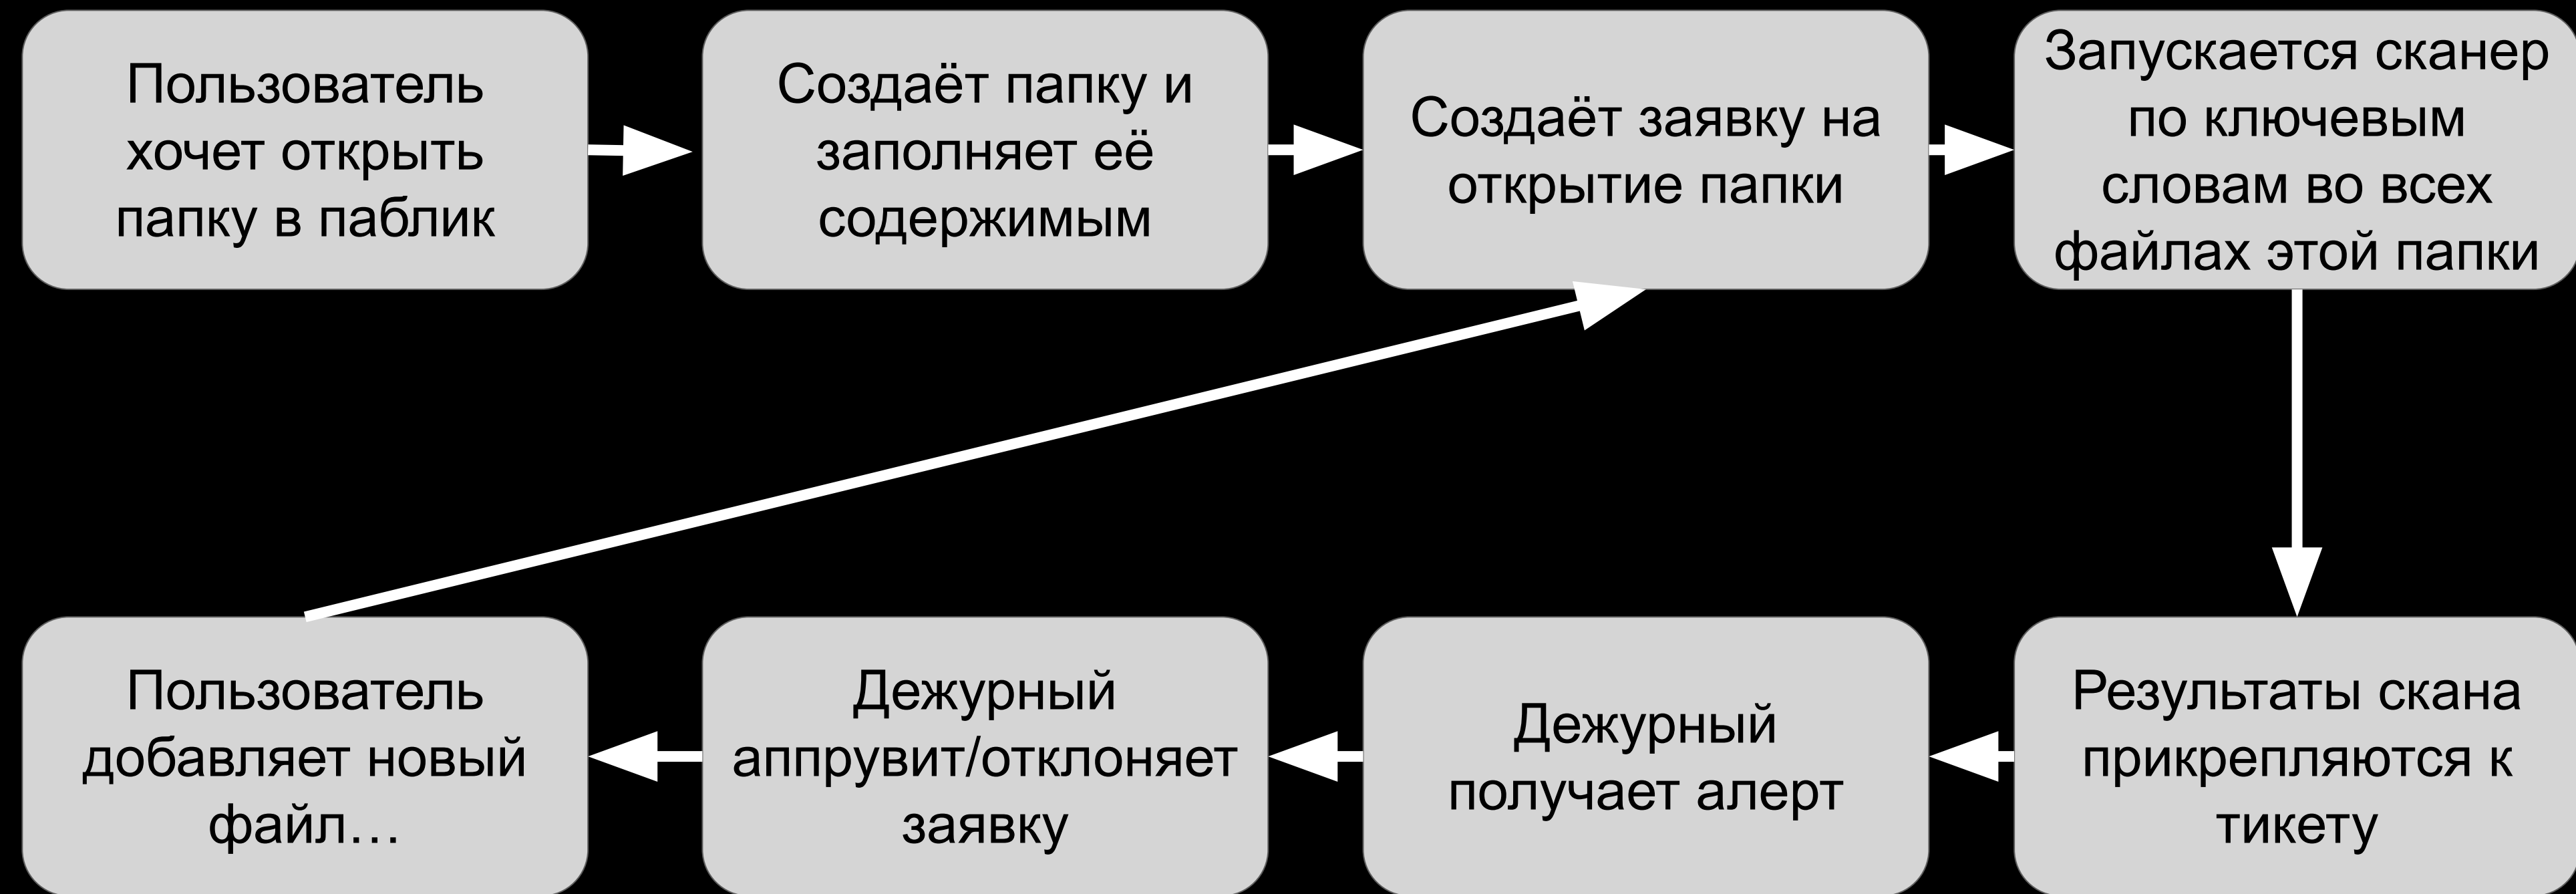 Пользователь
хочет открыть
папку в паблик
Создаёт папку и
заполняет её
содержимым
Создаёт заявку на
открытие папки
Запускается сканер
по ключевым
словам во всех
файлах этой папки
Пользователь
добавляет новый
файл…
Дежурный
аппрувит/отклоняет
заявку
Дежурный
получает алерт
Результаты скана
прикрепляются к
тикету